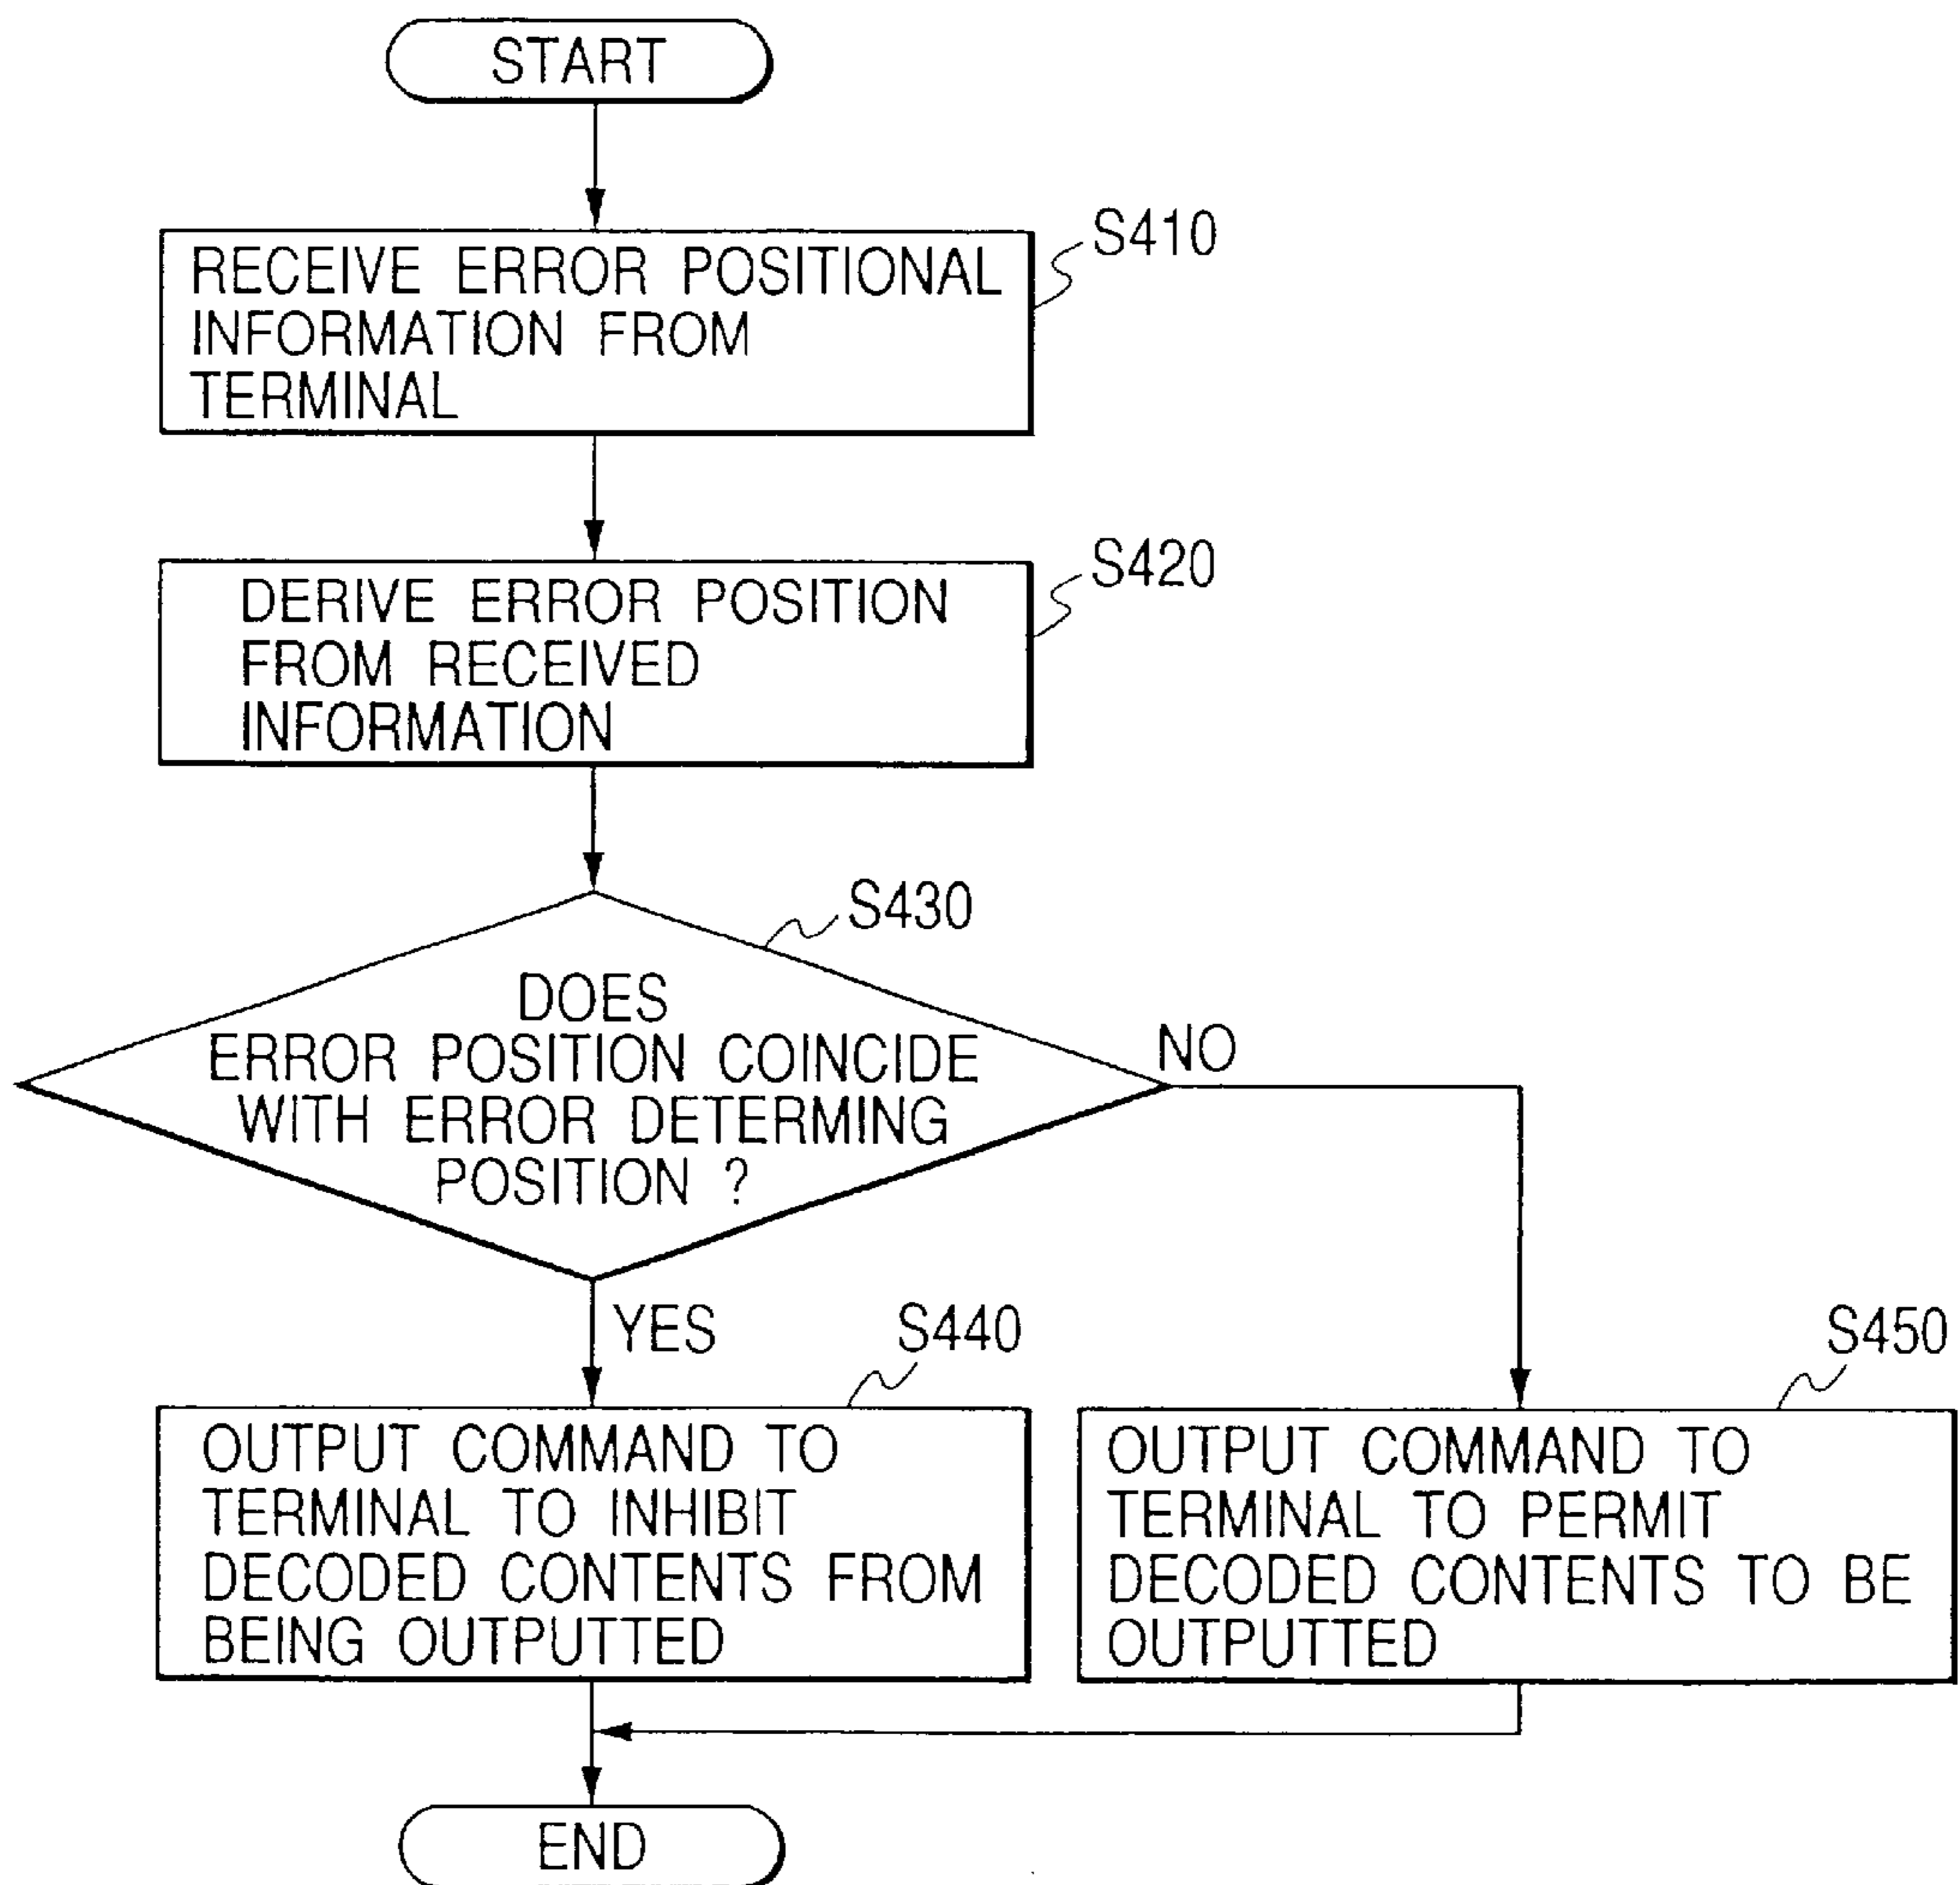 START
S410
RECEIVE ERROR POSITIONAL
INFORMATION FROM
TERMINAL
S420
DERIVE ERROR POSITION
FROM RECEIVED
INFORMATION
S430
DOES
ERROR POSITION COINCIDE
WITH ERROR DETERMING
POSITION ?
NO
YES
S440
OUTPUT COMMAND TO
TERMINAL TO INHIBIT
DECODED CONTENTS FROM
BEING OUTPUTTED
S450
OUTPUT COMMAND TO
TERMINAL TO PERMIT
DECODED CONTENTS TO BE
OUTPUTTED
END